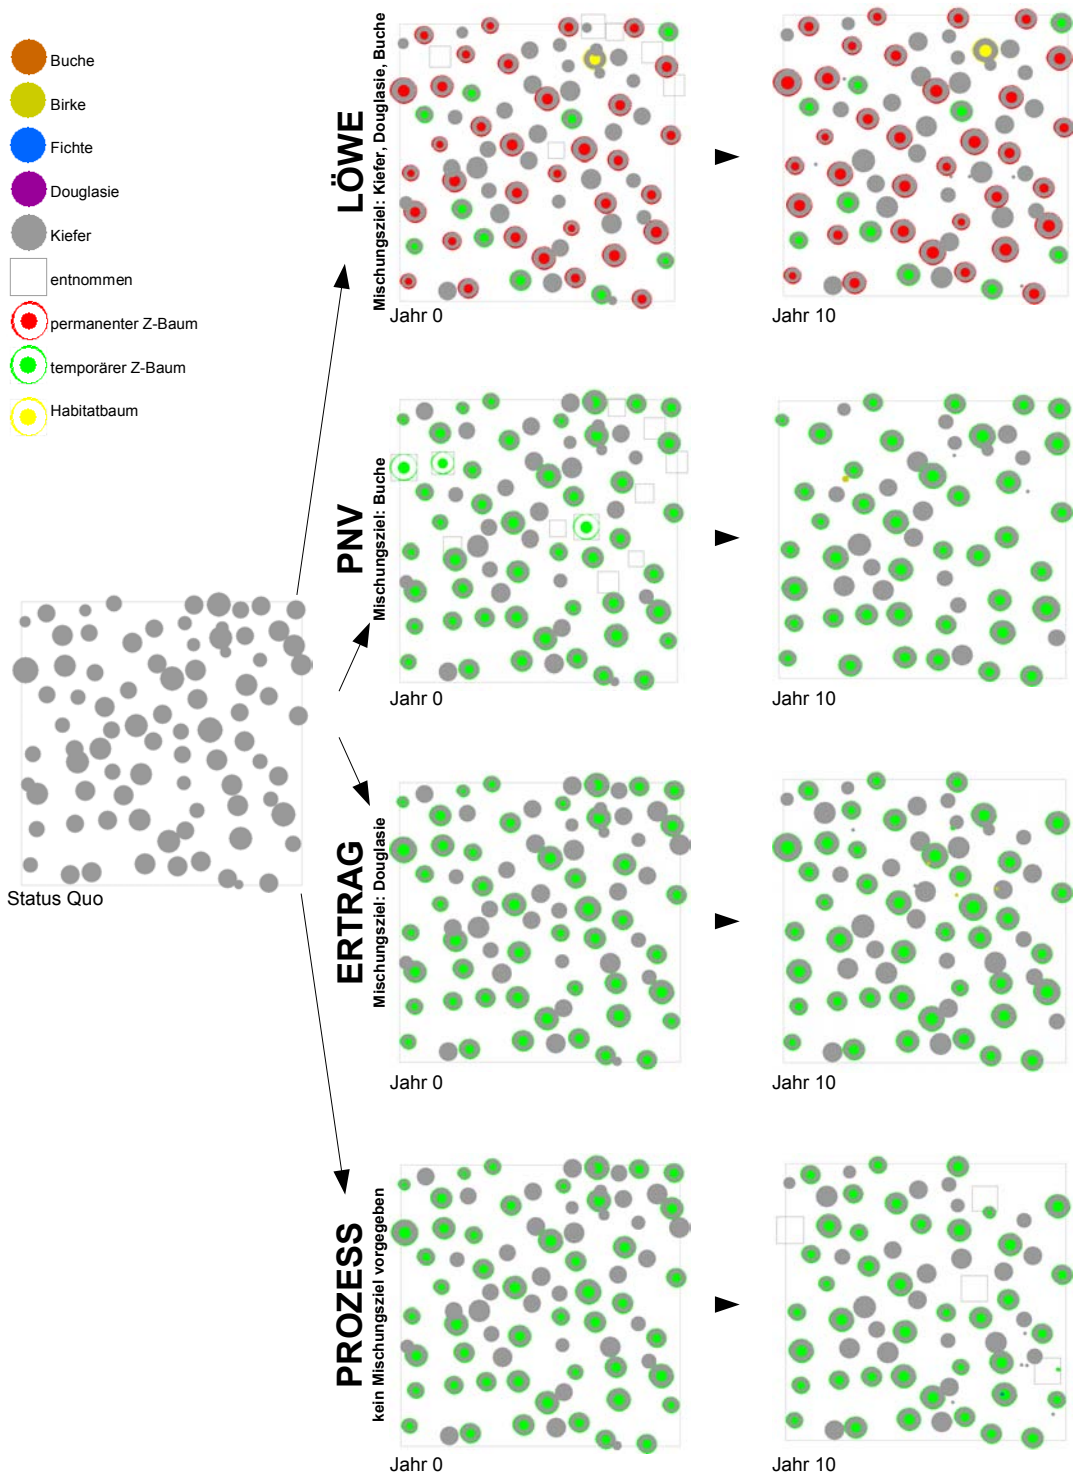 Buche
Birke
Fichte
Douglasie
Kiefer
entnommen
permanenter Z-Baum
temporärer Z-Baum
Habitatbaum
Status Quo
LÖWE
Mischungsziel: Kiefer, Douglasie, Buche
Jahr 0
Jahr 10
PNV
Mischungsziel: Buche
Jahr 0
Jahr 10
ERTRAG
Mischungsziel: Douglasie
Jahr 0
Jahr 10
PROZESS
kein Mischungsziel vorgegeben
Jahr 0
Jahr 10